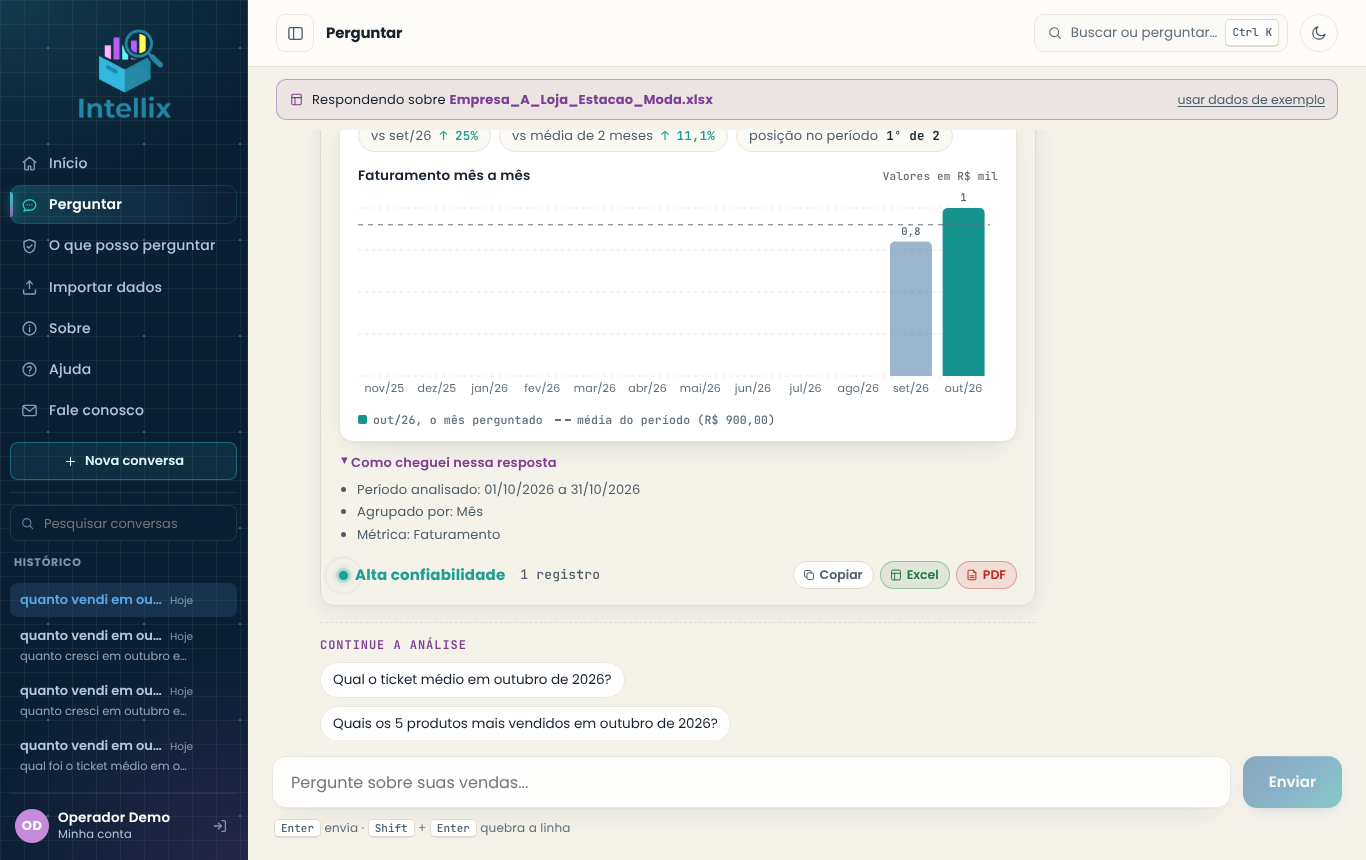 Intellix
Início
Perguntar
O que posso perguntar
Importar dados
Sobre
Ajuda
Fale conosco
+ Nova conversa
Pesquisar conversas
HISTÓRICO
quanto vendi em ou... Hoje
quanto vendi em ou... Hoje
quanto cresci em outubro e...
quanto vendi em ou... Hoje
quanto cresci em outubro e...
quanto vendi em ou... Hoje
qual foi o ticket médio em o...
OD
Operador Demo
Minha conta
Perguntar
Buscar ou perguntar... Ctrl K
Respondendo sobre Empresa_A_Loja_Estacao_Moda.xlsx
usar dados de exemplo
vs set/26 ↑ 25%
vs média de 2 meses ↑ 11,1%
posição no período 1º de 2
Faturamento mês a mês
Valores em R$ mil
1
0,8
nov/25 dez/25 jan/26 fev/26 mar/26 abr/26 mai/26 jun/26 jul/26 ago/26 set/26 out/26
out/26, o mês perguntado
média do período (R$ 900,00)
▼ Como cheguei nessa resposta
• Período analisado: 01/10/2026 a 31/10/2026
• Agrupado por: Mês
• Métrica: Faturamento
Alta confiabilidade 1 registro
Copiar
Excel
PDF
CONTINUE A ANÁLISE
Qual o ticket médio em outubro de 2026?
Quais os 5 produtos mais vendidos em outubro de 2026?
Pergunte sobre suas vendas...
Enviar
Enter envia · Shift + Enter quebra a linha